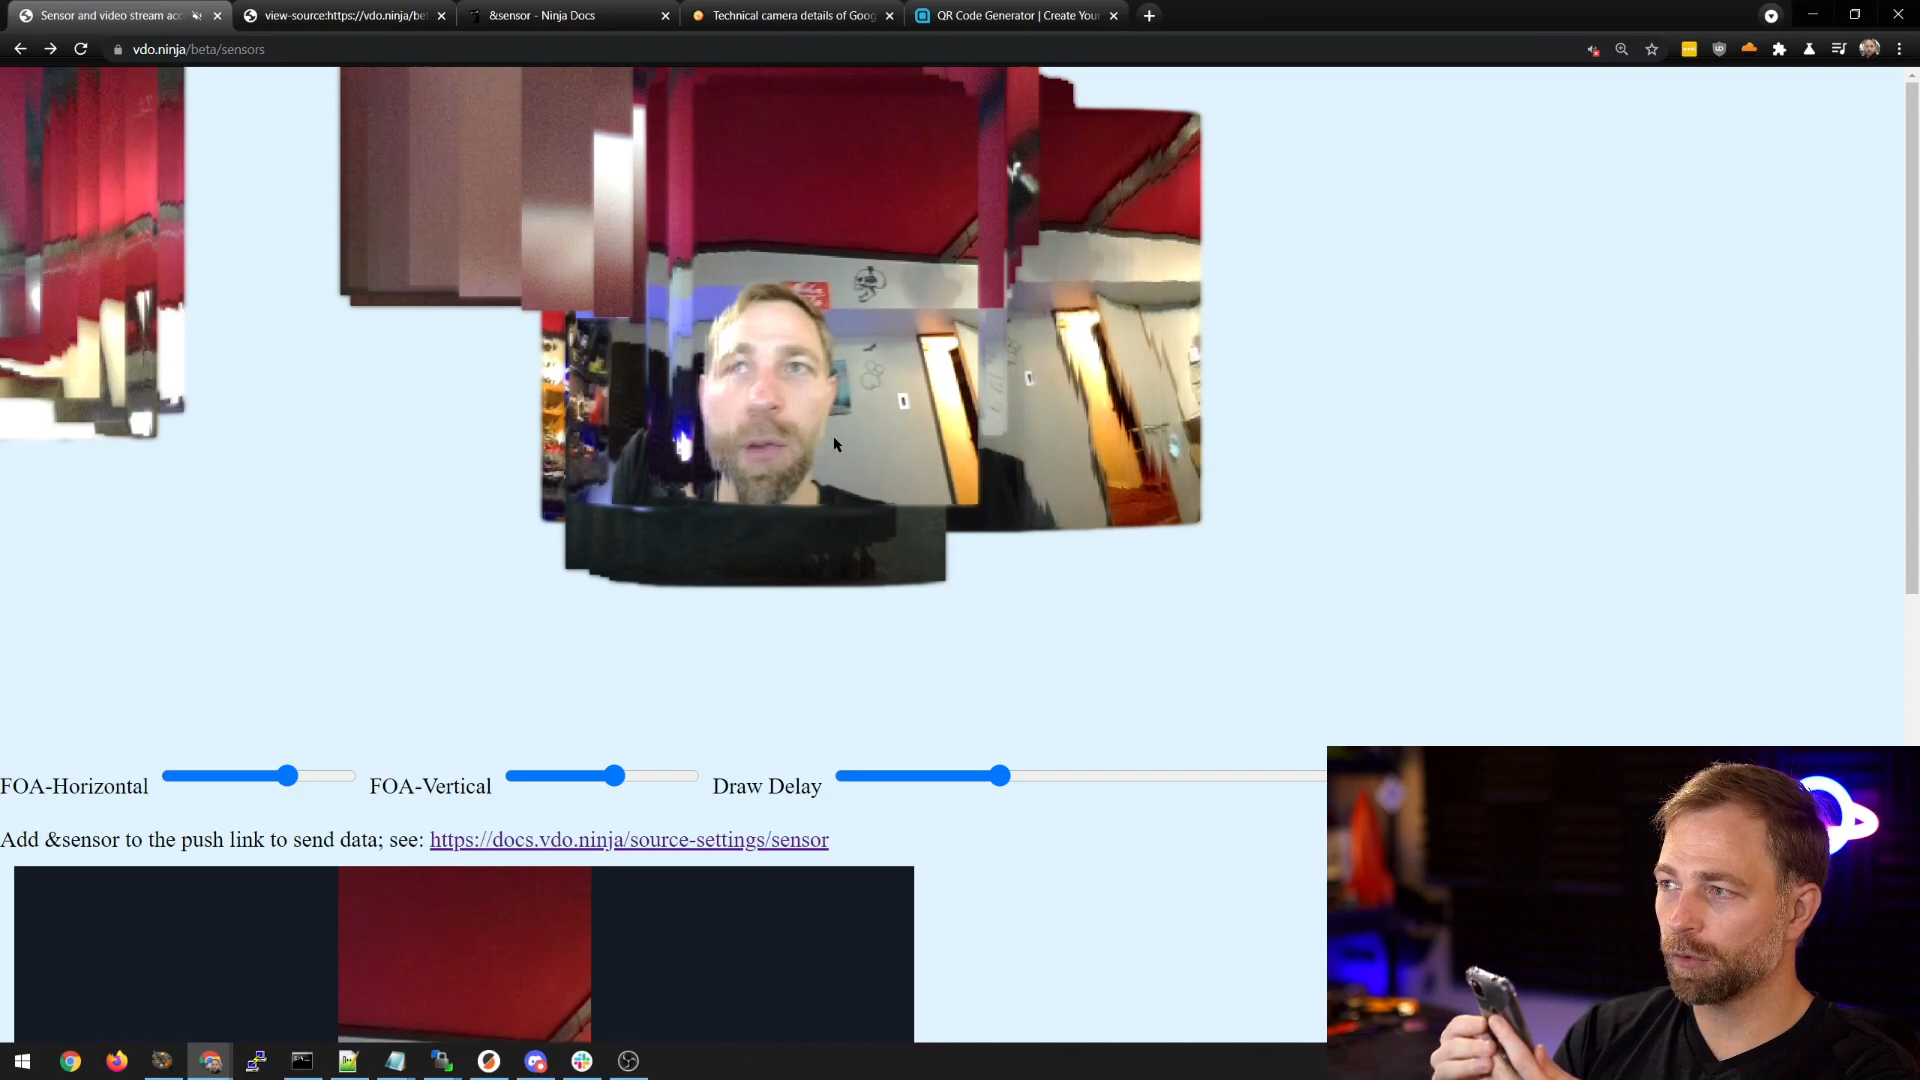 Sensor and video stream acc
view-source:https://vdo.ninja/bet
&sensor - Ninja Docs
Technical camera details of Goog
QR Code Generator | Create You
vdo.ninja/beta/sensors
FOA-Horizontal
FOA-Vertical
Draw Delay
Add &sensor to the push link to send data; see: https://docs.vdo.ninja/source-settings/sensor